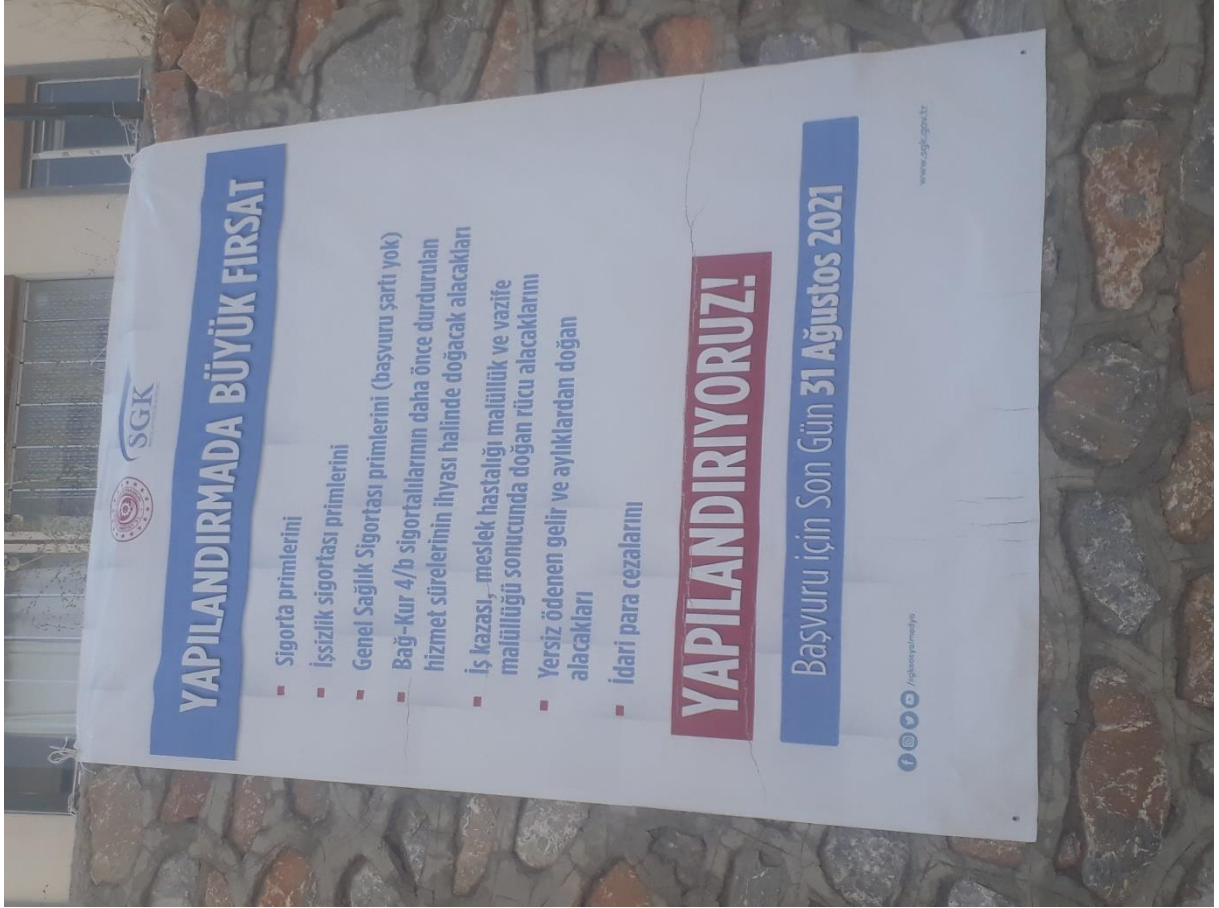 SGK
YAPILANDIRMADA BÜYÜK FIRSAT
Sigorta primlerini
İşsizlik sigortası primlerini
Genel Sağlık Sigortası primlerini (başvuru şartı yok)
Bağ-Kur 4/b sigortalılarının daha önce durdurulan
hizmet sürelerinin ihyası halinde doğacak alacakları
İş kazası, meslek hastalığı malüllük ve vazife
malüllüğü sonucunda doğan rücu alacaklarını
Yersiz ödenen gelir ve aylıklardan doğan
alacakları
İdari para cezalarını
YAPILANDIRIYORUZ!
Başvuru için Son Gün 31 Ağustos 2021
/sgksosyalmedya
www.sgk.gov.tr